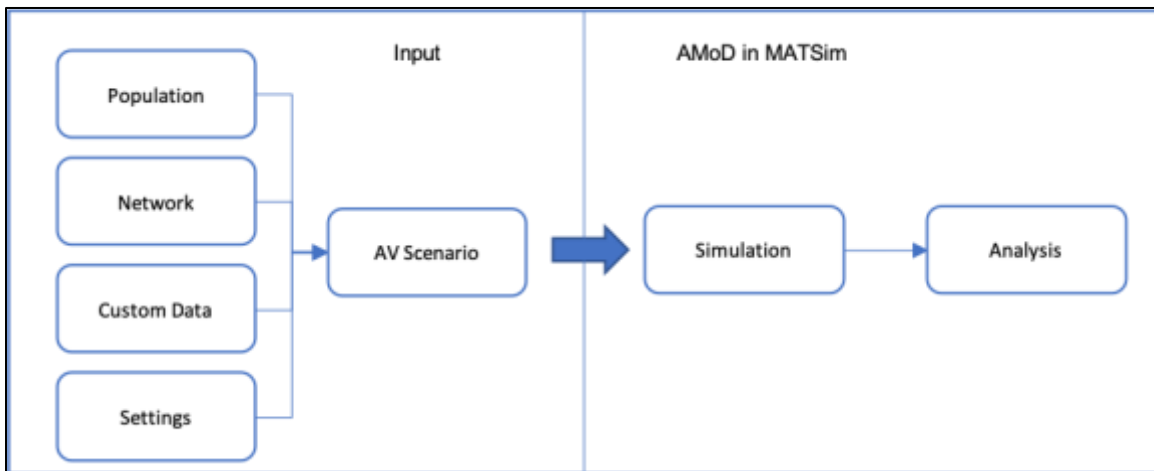 Input
AMoD in MATSim
Population
Network
Custom Data
Settings
AV Scenario
Simulation
Analysis